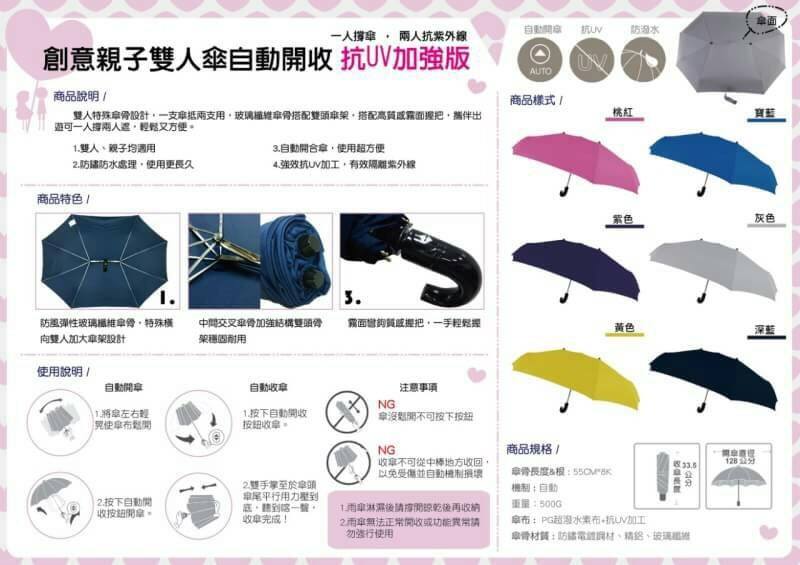 一人撐傘 ， 兩人抗紫外線
創意親子雙人傘自動開收 抗UV加強版
商品說明 /
雙人特殊傘骨設計，一支傘抵兩支用，玻璃纖維傘骨搭配雙頭傘架，搭配高質感霧面握把，攜伴出
遊可一人撐兩人遮，輕鬆又方便。
1.雙人、親子均適用
3.自動開合傘，使用超方便
2.防鏽防水處理，使用更長久
4.強效抗UV加工，有效隔離紫外線
商品特色 /
1.
3.
防風彈性玻璃纖維傘骨，特殊橫
向雙人加大傘架設計
中間交叉傘骨加強結構雙頭骨
架穩固耐用
霧面彎鉤質感握把，一手輕鬆握
使用說明 /
自動開傘
1.將傘左右輕
晃使傘布鬆開
2.按下自動開
收按鈕開傘。
自動收傘
1.按下自動開收
按鈕收傘。
2.雙手掌至於傘頭
傘尾平行用力壓到
底，聽到喀一聲，
收傘完成！
注意事項
NG
傘沒鬆開不可按下按鈕
NG
收傘不可從中棒地方收回，
以免受傷並自動機制損壞
1.雨傘淋濕後請撐開晾乾後再收納
2.雨傘無法正常開收或功能異常請
勿強行使用
自動開傘
抗UV
防潑水
AUTO
UV
傘面
商品樣式 /
桃紅
寶藍
紫色
灰色
黃色
深藍
商品規格 /
傘骨長度&根：55CM*8K
機制：自動
重量：500G
傘布： PG超潑水素布+抗UV加工
傘骨材質：防鏽電鍍鋼材、精鋁、玻璃纖維
收傘長度
33.5
公分
開傘直徑
128 公分